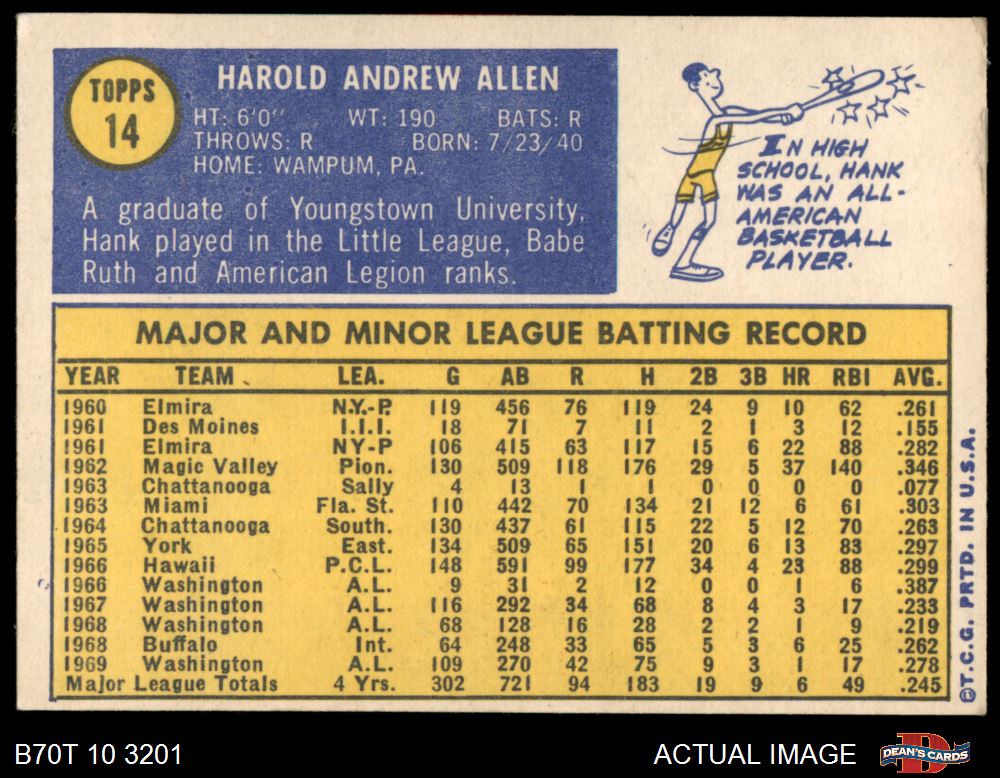 TOPPS
14
HAROLD ANDREW ALLEN
HT: 6'0" WT: 190 BATS: R
THROWS: R BORN: 7/23/40
HOME: WAMPUM, PA.
A graduate of Youngstown University,
Hank played in the Little League, Babe
Ruth and American Legion ranks.
IN HIGH
SCHOOL, HANK
WAS AN ALL-
AMERICAN
BASKETBALL
PLAYER.
MAJOR AND MINOR LEAGUE BATTING RECORD
YEAR TEAM LEA. G AB R H 2B 3B HR RBI AVG.
1960 Elmira N.Y.-P. 119 456 76 119 24 9 10 62 .261
1961 Des Moines I.I.I. 18 71 7 11 2 1 3 12 .155
1961 Elmira NY-P 106 415 63 117 15 6 22 88 .282
1962 Magic Valley Pion. 130 509 118 176 29 5 37 140 .346
1963 Chattanooga Sally 4 13 1 1 0 0 0 0 .077
1963 Miami Fla. St. 110 442 70 134 21 12 6 61 .303
1964 Chattanooga South. 130 437 61 115 22 5 12 70 .263
1965 York East. 134 509 65 151 20 6 13 83 .297
1966 Hawaii P.C.L. 148 591 99 177 34 4 23 88 .299
1966 Washington A.L. 9 31 2 12 0 0 1 6 .387
1967 Washington A.L. 116 292 34 68 8 4 3 17 .233
1968 Washington A.L. 68 128 16 28 2 2 1 9 .219
1968 Buffalo Int. 64 248 33 65 5 3 6 25 .262
1969 Washington A.L. 109 270 42 75 9 3 1 17 .278
Major League Totals 4 Yrs. 302 721 94 183 19 9 6 49 .245
©T.C.G. PRTD. IN U.S.A.
B70T 10 3201 ACTUAL IMAGE
DEAN'S CARDS